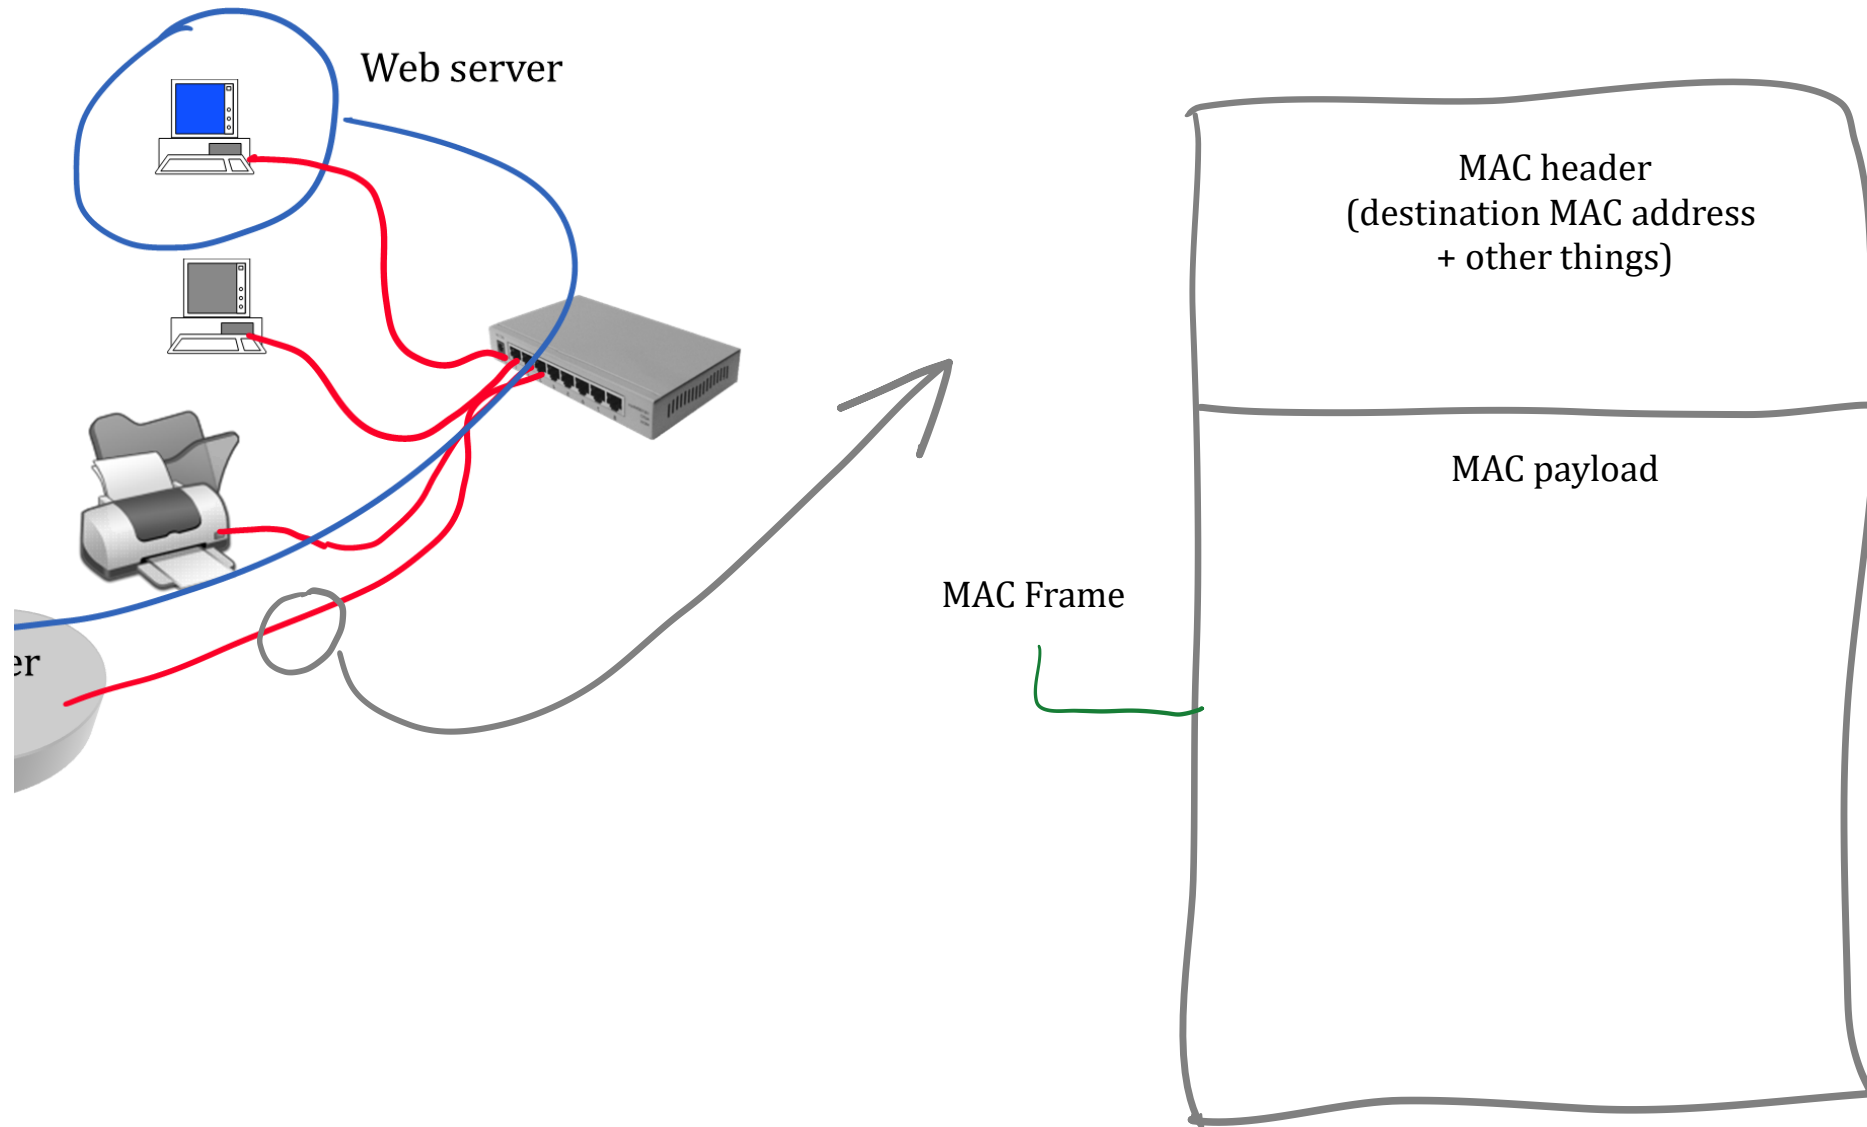 Web server
MAC header
(destination MAC address
+ other things)
MAC payload
MAC Frame
er